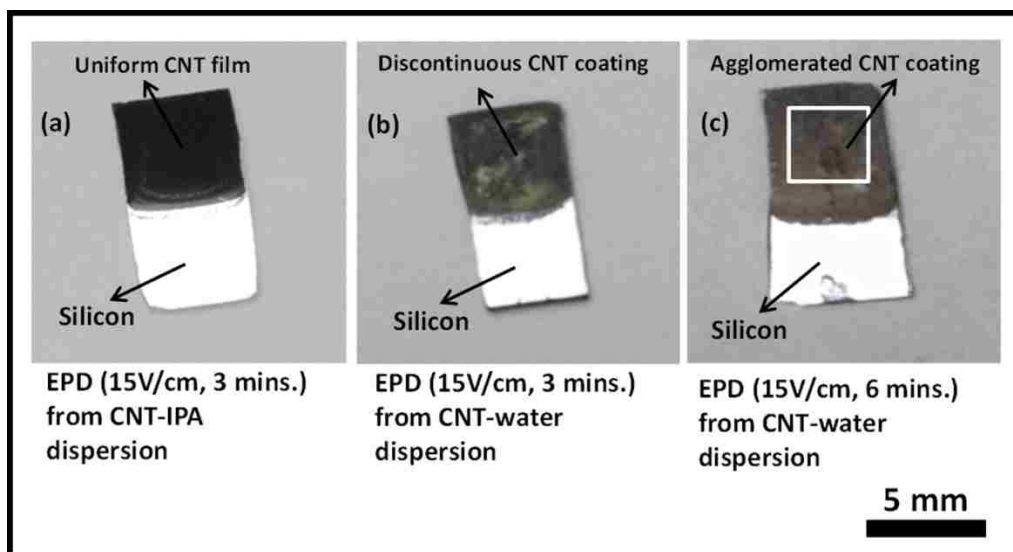 Uniform CNT film
(a)
Silicon
EPD (15V/cm, 3 mins.)
from CNT-IPA
dispersion
Discontinuous CNT coating
(b)
Silicon
EPD (15V/cm, 3 mins.)
from CNT-water
dispersion
Agglomerated CNT coating
(c)
Silicon
EPD (15V/cm, 6 mins.)
from CNT-water
dispersion
5 mm